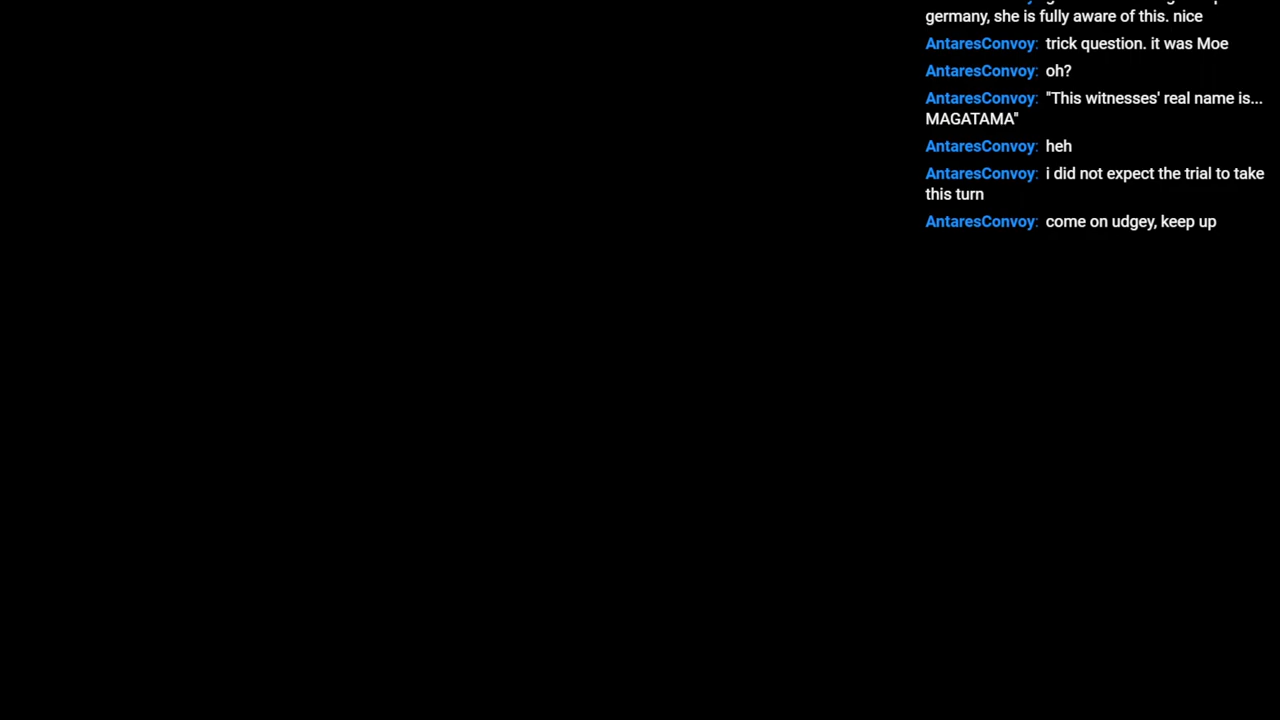 germany, she is fully aware of this. nice
AntaresConvoy: trick question. it was Moe
AntaresConvoy: oh?
AntaresConvoy: "This witnesses' real name is...
MAGATAMA"
AntaresConvoy: heh
AntaresConvoy: i did not expect the trial to take
this turn
AntaresConvoy: come on udgey, keep up